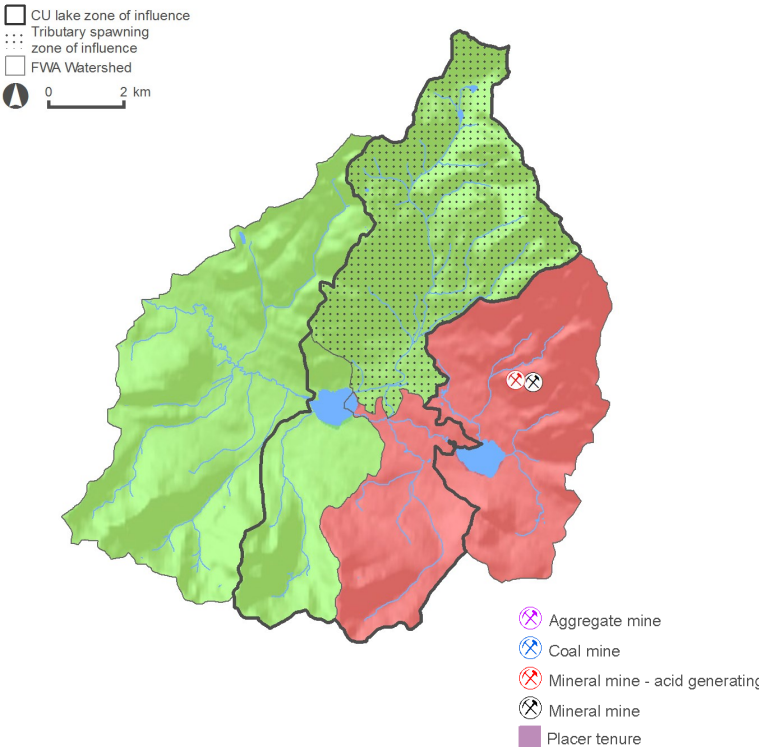 CU lake zone of influence
Tributary spawning
zone of influence
FWA Watershed
0 2 km
Aggregate mine
Coal mine
Mineral mine - acid generating
Mineral mine
Placer tenure